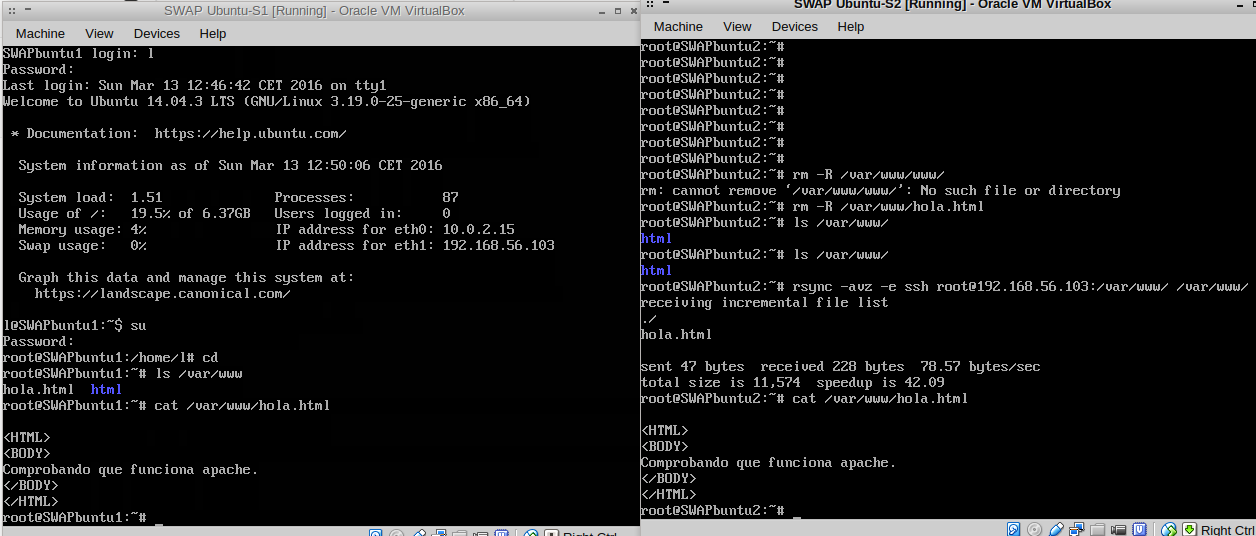 SWAP Ubuntu-S1 [Running] - Oracle VM VirtualBox
Machine View Devices Help
SWAPbuntu1 login: l
Password:
Last login: Sun Mar 13 12:46:42 CET 2016 on tty1
Welcome to Ubuntu 14.04.3 LTS (GNU/Linux 3.19.0-25-generic x86_64)
* Documentation: https://help.ubuntu.com/
System information as of Sun Mar 13 12:50:06 CET 2016
System load: 1.51 Processes: 87
Usage of /: 19.5% of 6.37GB Users logged in: 0
Memory usage: 4% IP address for eth0: 10.0.2.15
Swap usage: 0% IP address for eth1: 192.168.56.103
Graph this data and manage this system at:
https://landscape.canonical.com/
l@SWAPbuntu1:~$ su
Password:
root@SWAPbuntu1:/home/l# cd
root@SWAPbuntu1:~# ls /var/www
hola.html html
root@SWAPbuntu1:~# cat /var/www/hola.html
<HTML>
<BODY>
Comprobando que funciona apache.
</BODY>
</HTML>
root@SWAPbuntu1:~# _
Right Ctrl
SWAP Ubuntu-S2 [Running] - Oracle VM VirtualBox
Machine View Devices Help
root@SWAPbuntu2:~#
root@SWAPbuntu2:~#
root@SWAPbuntu2:~#
root@SWAPbuntu2:~#
root@SWAPbuntu2:~#
root@SWAPbuntu2:~#
root@SWAPbuntu2:~#
root@SWAPbuntu2:~#
root@SWAPbuntu2:~# rm -R /var/www/www/
rm: cannot remove ‘/var/www/www/’: No such file or directory
root@SWAPbuntu2:~# rm -R /var/www/hola.html
root@SWAPbuntu2:~# ls /var/www/
html
root@SWAPbuntu2:~# ls /var/www/
html
root@SWAPbuntu2:~# rsync -avz -e ssh root@192.168.56.103:/var/www/ /var/www/
receiving incremental file list
./
hola.html
sent 47 bytes received 228 bytes 78.57 bytes/sec
total size is 11,574 speedup is 42.09
root@SWAPbuntu2:~# cat /var/www/hola.html
<HTML>
<BODY>
Comprobando que funciona apache.
</BODY>
</HTML>
root@SWAPbuntu2:~# _
Right Ctrl